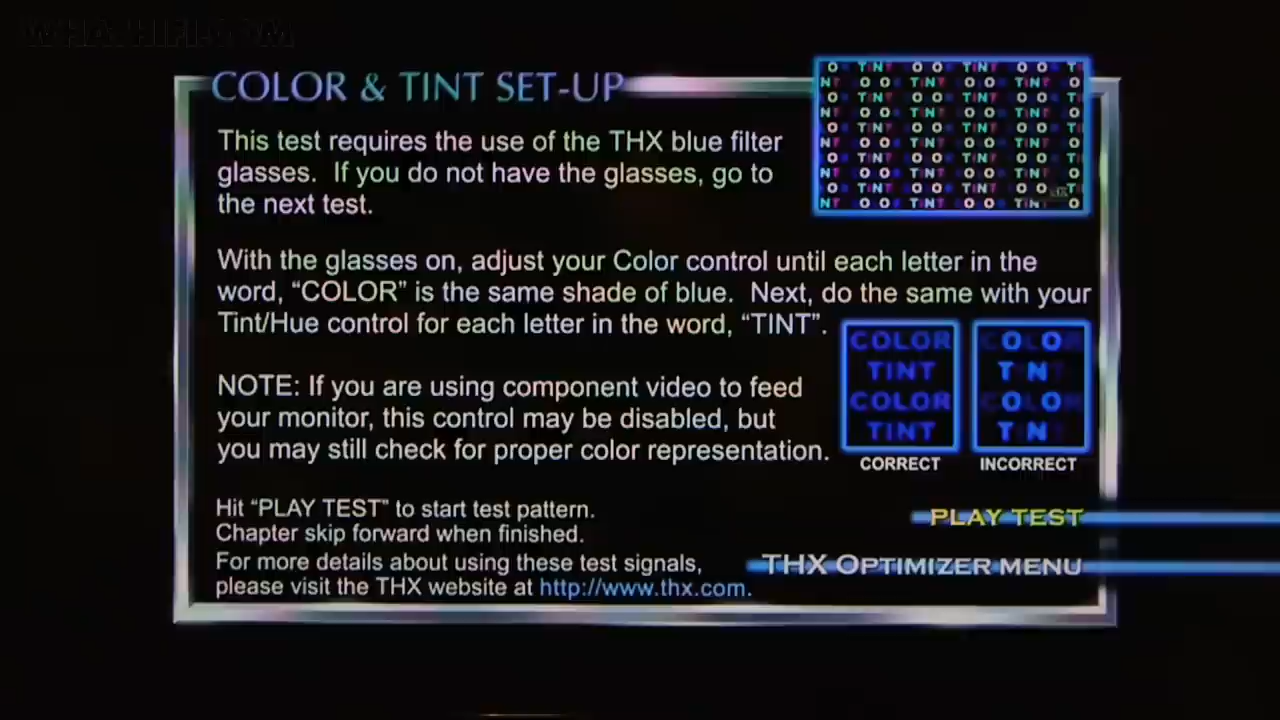 WHATHIFI.COM
COLOR & TINT SET-UP
This test requires the use of the THX blue filter
glasses. If you do not have the glasses, go to
the next test.
With the glasses on, adjust your Color control until each letter in the
word, “COLOR” is the same shade of blue. Next, do the same with your
Tint/Hue control for each letter in the word, “TINT”.
NOTE: If you are using component video to feed
your monitor, this control may be disabled, but
you may still check for proper color representation.
COLOR
TINT
COLOR
TINT
CORRECT
COLOR
TINT
COLOR
TINT
INCORRECT
Hit “PLAY TEST” to start test pattern.
Chapter skip forward when finished.
For more details about using these test signals,
please visit the THX website at http://www.thx.com.
PLAY TEST
THX OPTIMIZER MENU